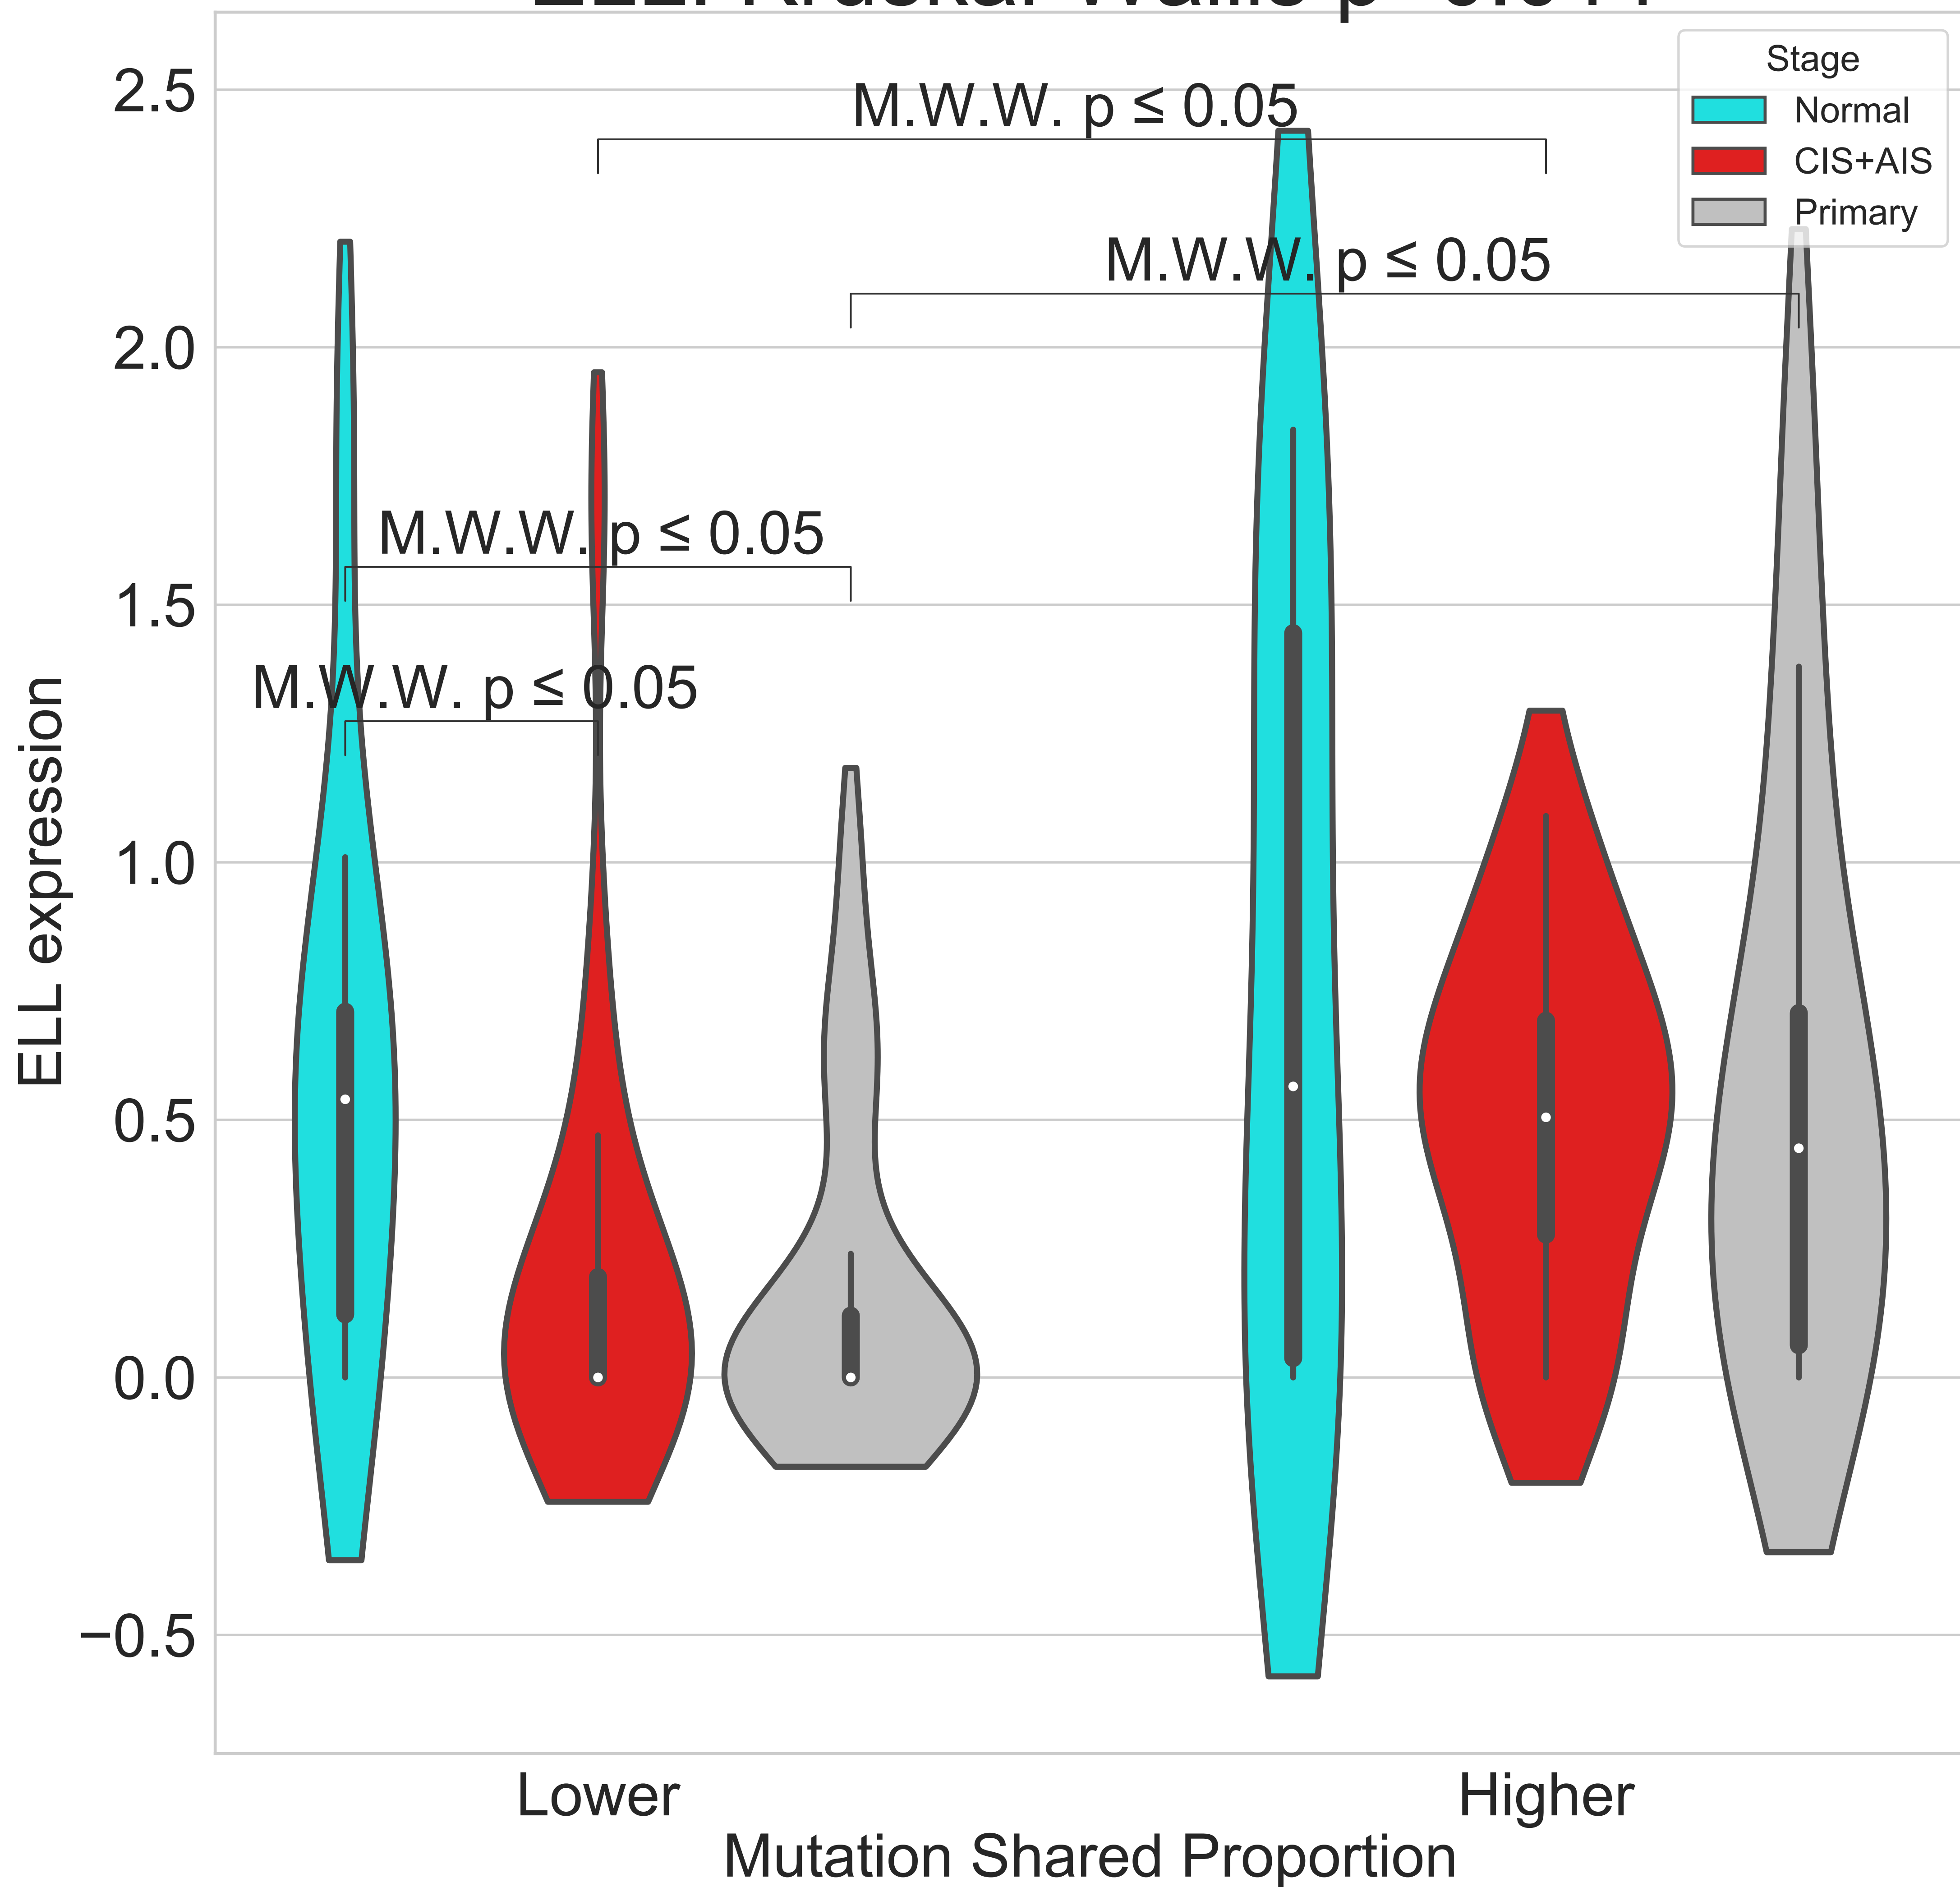 2.5
2.0
1.5
1.0
0.5
0.0
−0.5
ELL expression
M.W.W. p ≤ 0.05
M.W.W. p ≤ 0.05
M.W.W. p ≤ 0.05
M.W.W. p ≤ 0.05
Stage
Normal
CIS+AIS
Primary
Lower
Higher
Mutation Shared Proportion